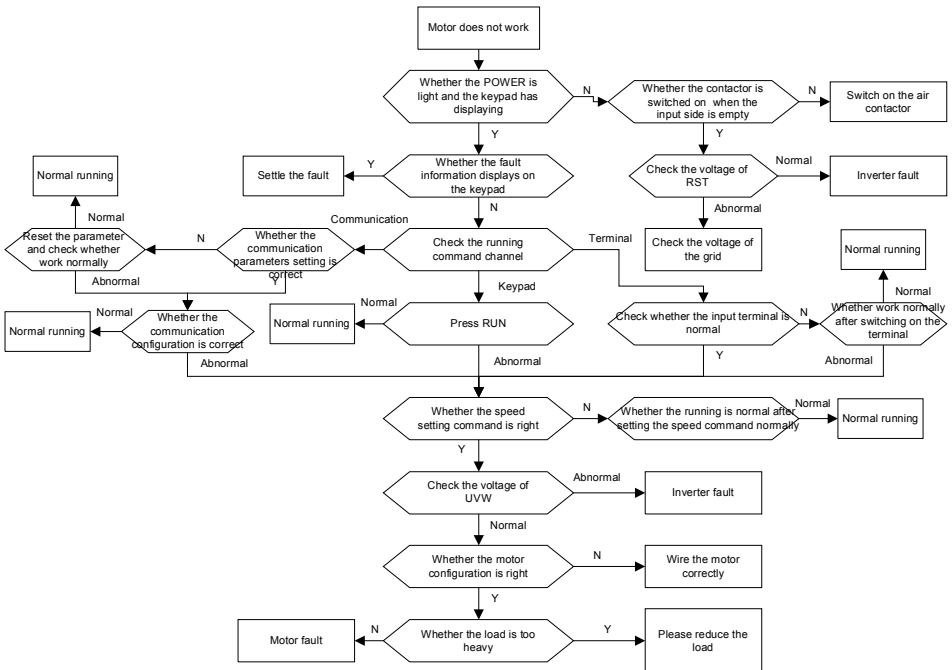 Motor does not work
Whether the POWER is
light and the keypad has
displaying
N
Whether the contactor is
switched on when the
input side is empty
N
Switch on the air
contactor
Y
Y
Normal running
Settle the fault
Y
Whether the fault
information displays on
the keypad
Check the voltage of
RST
Normal
Inverter fault
Normal
N
Abnormal
Communication
Reset the parameter
and check whether
work normally
N
Whether the
communication
parameters setting is
correct
Check the running
command channel
Terminal
Check the voltage of
the grid
Normal running
Abnormal
Y
Keypad
Normal
Normal running
Normal
Whether the
communication
configuration is correct
Normal running
Normal
Press RUN
Check whether the input terminal is
normal
N
Whether work normally
after switching on the
terminal
Abnormal
Abnormal
Y
Abnormal
Whether the speed
setting command is right
N
Whether the running is normal after
setting the speed command normally
Normal
Normal running
Y
Check the voltage of
UVW
Abnormal
Inverter fault
Normal
Whether the motor
configuration is right
N
Wire the motor
correctly
Y
Motor fault
N
Whether the load is too
heavy
Y
Please reduce the
load